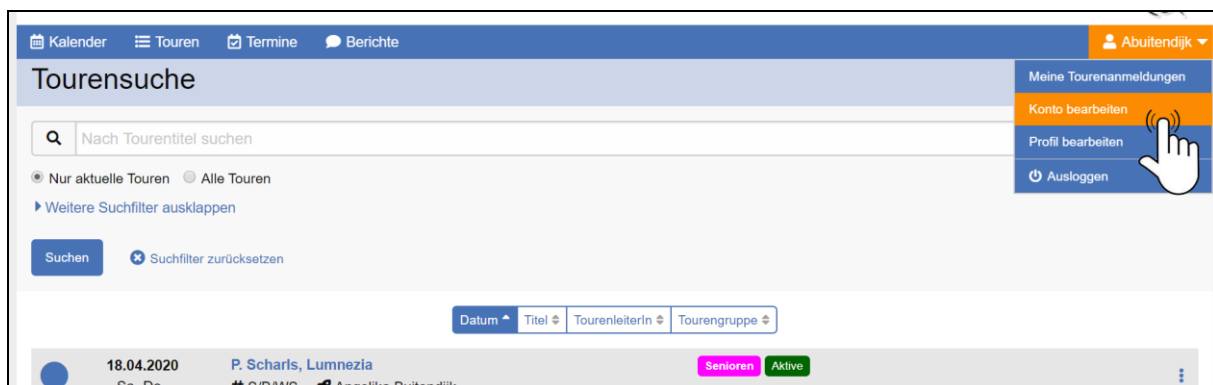 Kalender Touren Termine Berichte Abuitendijk
Tourensuche
Meine Tourenanmeldungen
Konto bearbeiten
Profil bearbeiten
Ausloggen
Nach Tourentitel suchen
Nur aktuelle Touren Alle Touren
Weitere Suchfilter ausklappen
Suchen Suchfilter zurücksetzen
Datum Titel TourenleiterIn Tourengruppe
18.04.2020 P. Scharls, Lumnezia Senioren Aktive
Angelika Buitendijk